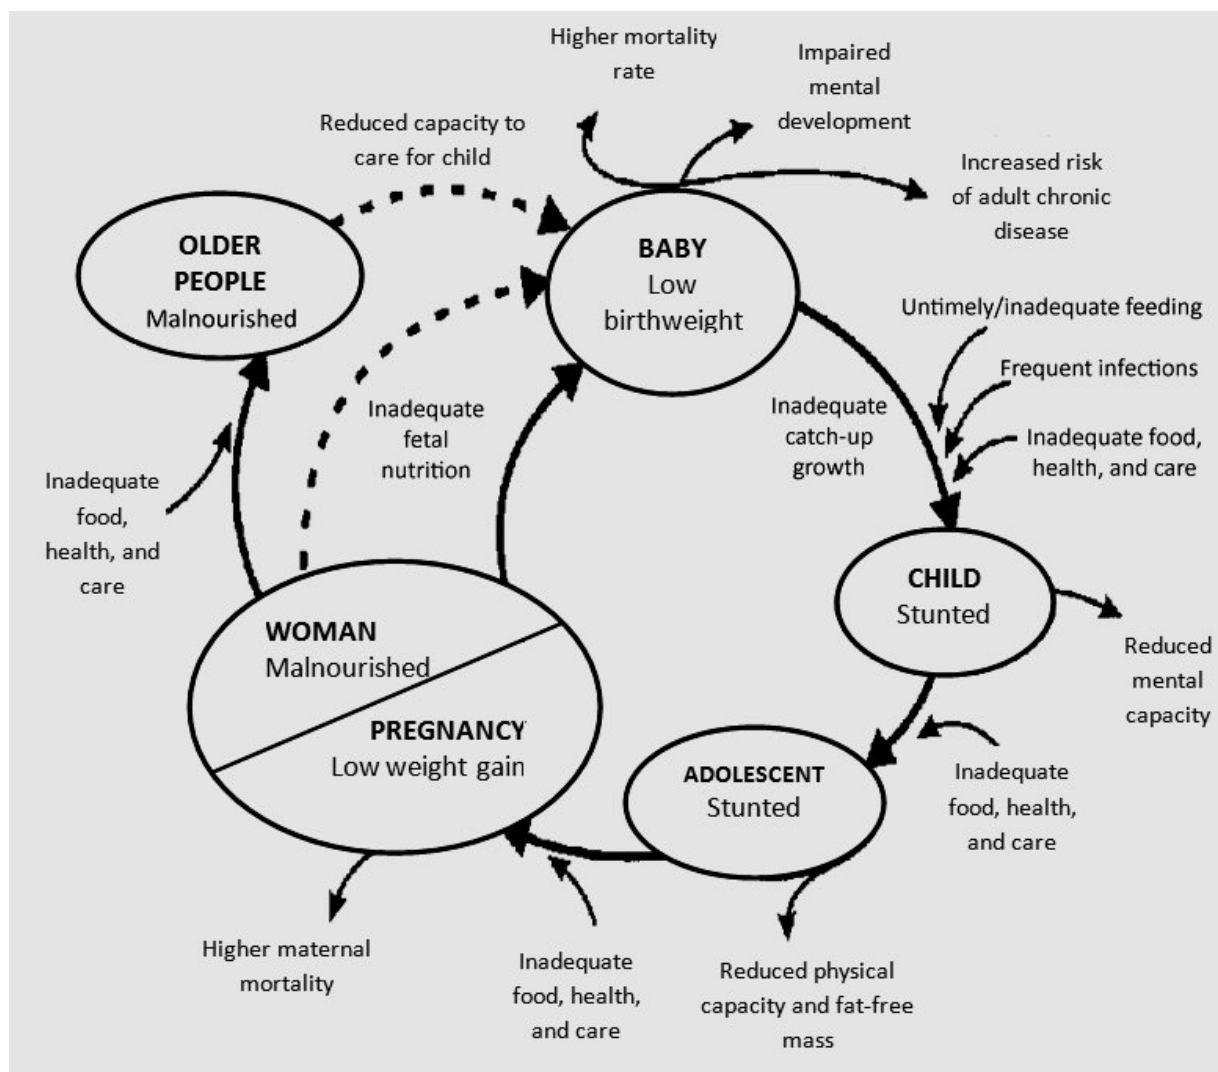 Higher mortality
rate
Impaired
mental
development
Reduced capacity to
care for child
Increased risk
of adult chronic
disease
OLDER
PEOPLE
Malnourished
BABY
Low
birthweight
Untimely/inadequate feeding
Frequent infections
Inadequate food,
health, and care
Inadequate
catch-up
growth
Inadequate
fetal
nutrition
Inadequate
food,
health, and
care
CHILD
Stunted
Reduced
mental
capacity
WOMAN
Malnourished
PREGNANCY
Low weight gain
ADOLESCENT
Stunted
Inadequate
food, health,
and care
Higher maternal
mortality
Inadequate
food, health,
and care
Reduced physical
capacity and fat-free
mass